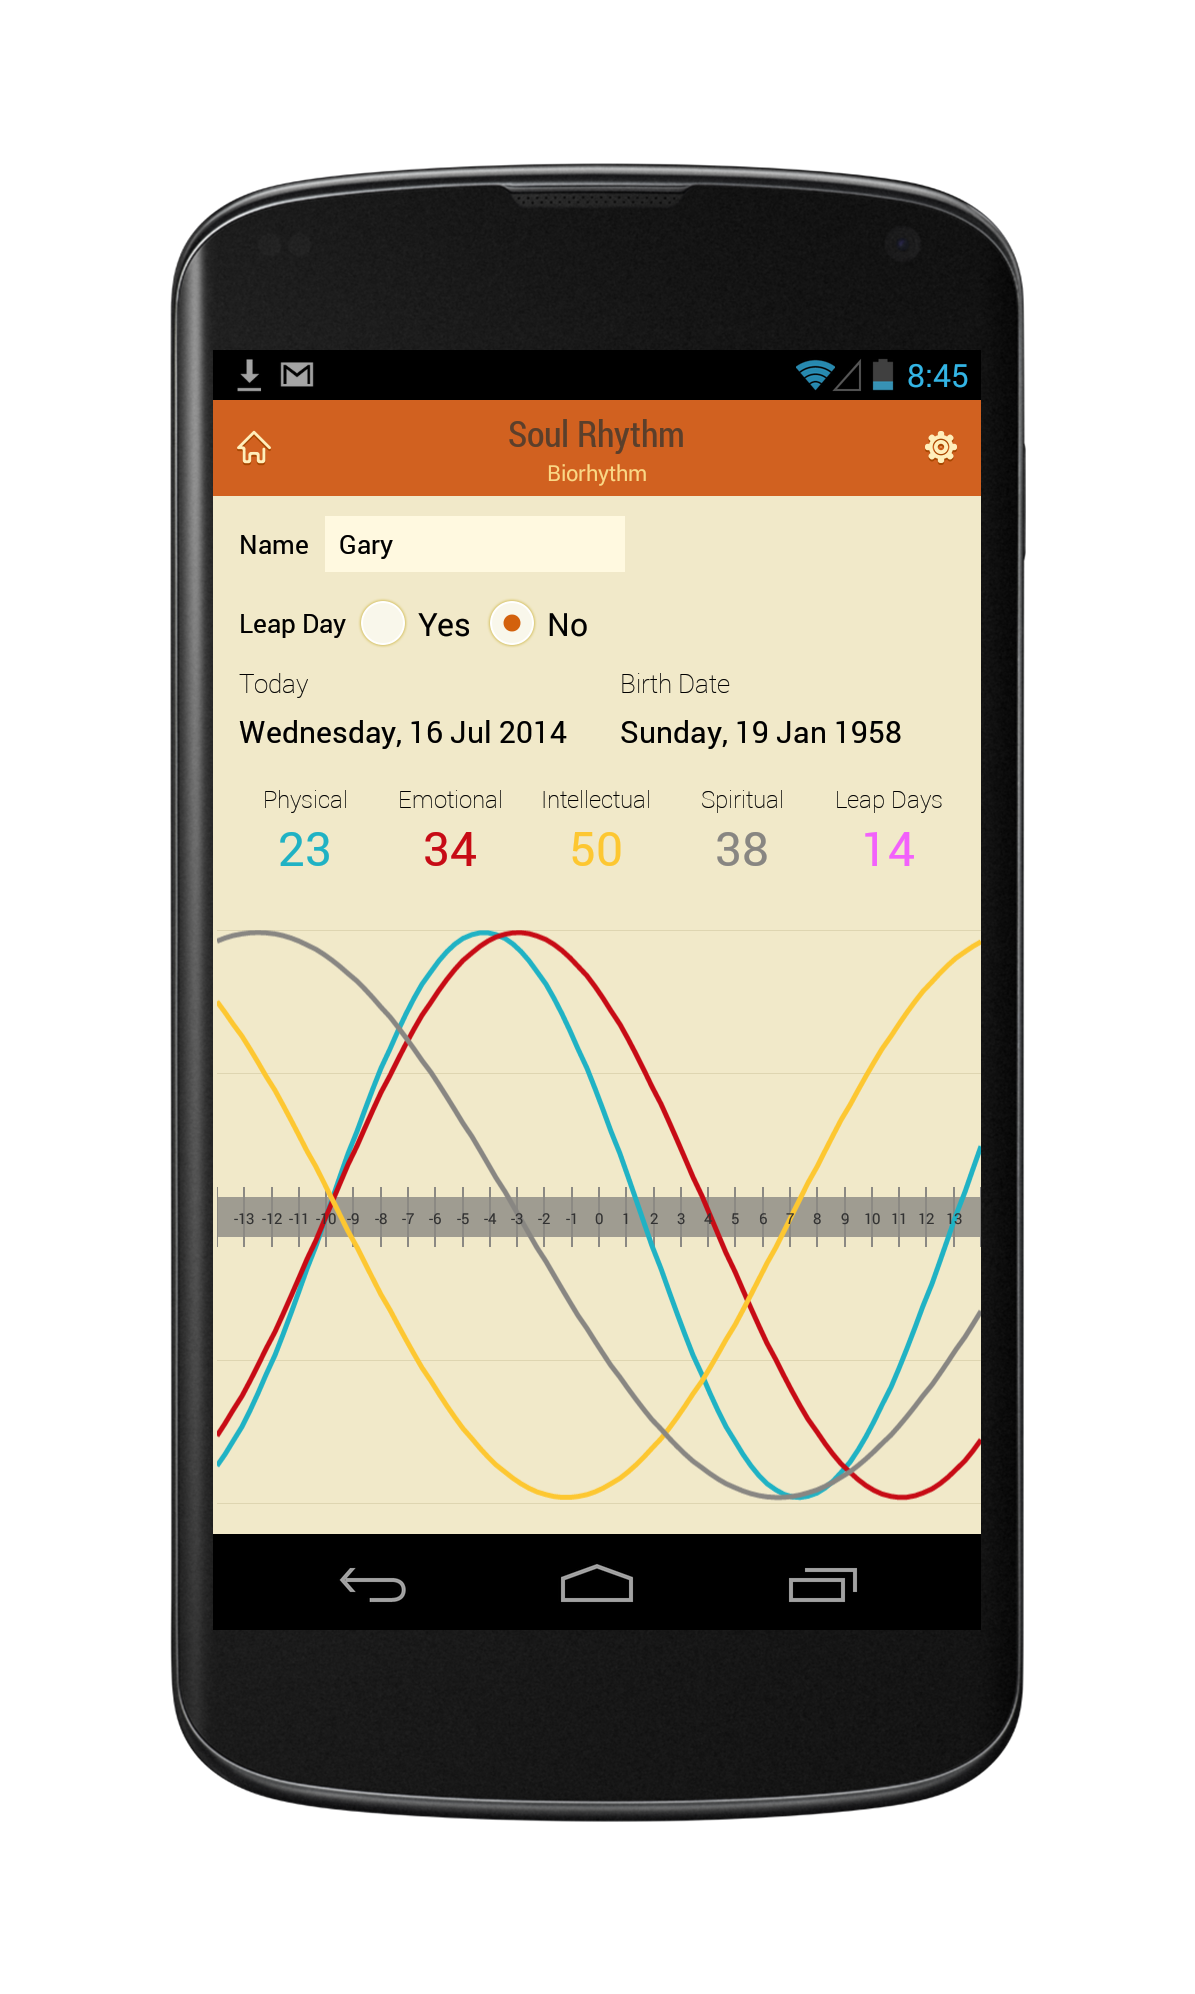 8:45
Soul Rhythm
Biorhythm
Name Gary
Leap Day Yes No
Today Birth Date
Wednesday, 16 Jul 2014 Sunday, 19 Jan 1958
Physical Emotional Intellectual Spiritual Leap Days
23 34 50 38 14
-13 -12 -11 -10 -9 -8 -7 -6 -5 -4 -3 -2 -1 0 1 2 3 4 5 6 7 8 9 10 11 12 13